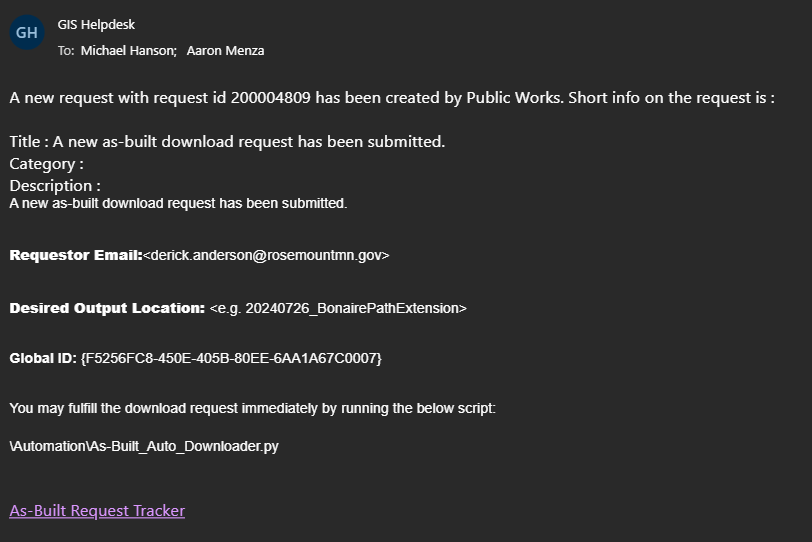 GH
GIS Helpdesk
To: Michael Hanson; Aaron Menza
A new request with request id 200004809 has been created by Public Works. Short info on the request is :
Title : A new as-built download request has been submitted.
Category :
Description :
A new as-built download request has been submitted.
Requestor Email:<derick.anderson@rosemountmn.gov>
Desired Output Location: <e.g. 20240726_BonairePathExtension>
Global ID: {F5256FC8-450E-405B-80EE-6AA1A67C0007}
You may fulfill the download request immediately by running the below script:
\Automation\As-Built_Auto_Downloader.py
As-Built Request Tracker